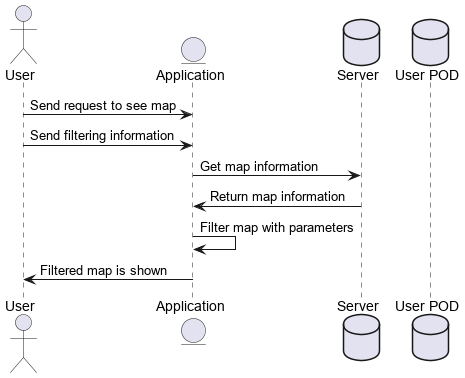 User
Application
Server
User POD
Send request to see map
Send filtering information
Get map information
Return map information
Filter map with parameters
Filtered map is shown
User
Application
Server
User POD